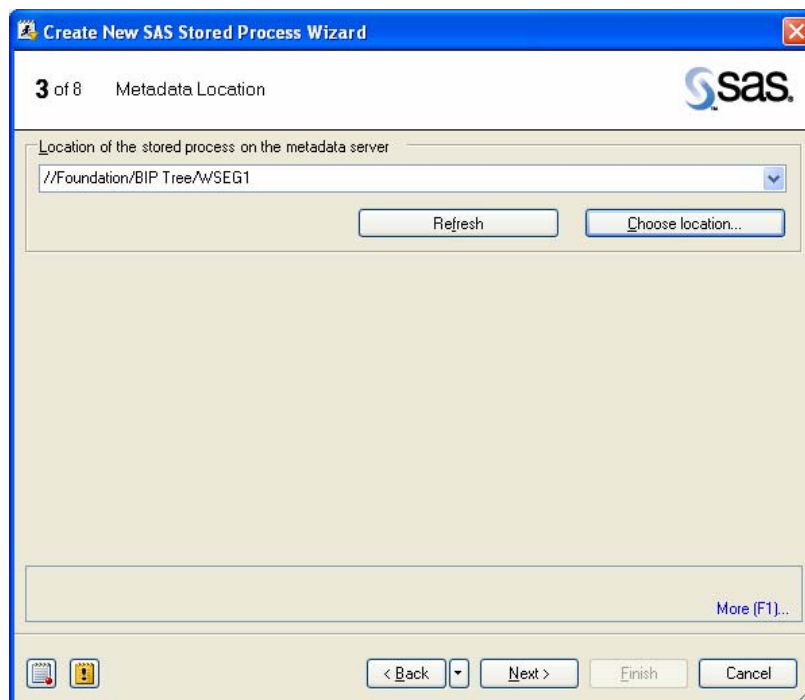 Create New SAS Stored Process Wizard
3 of 8 Metadata Location
sas.
Location of the stored process on the metadata server
//Foundation/BIP Tree/WSEG1
Refresh Choose location...
More (F1)...
< Back Next > Finish Cancel